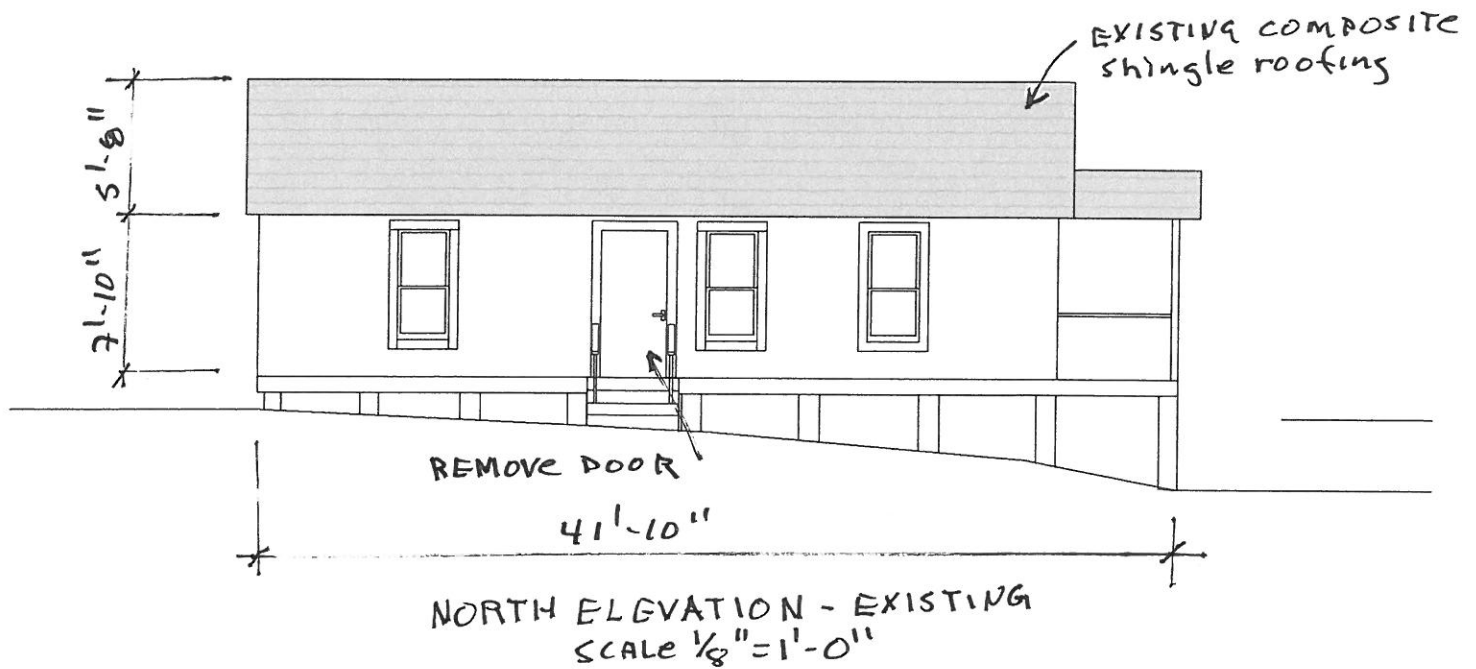 EXISTING COMPOSITE
shingle roofing
5'-8"
7'-10"
REMOVE DOOR
41'-10"
NORTH ELEVATION - EXISTING
SCALE 1/8" = 1'-0"